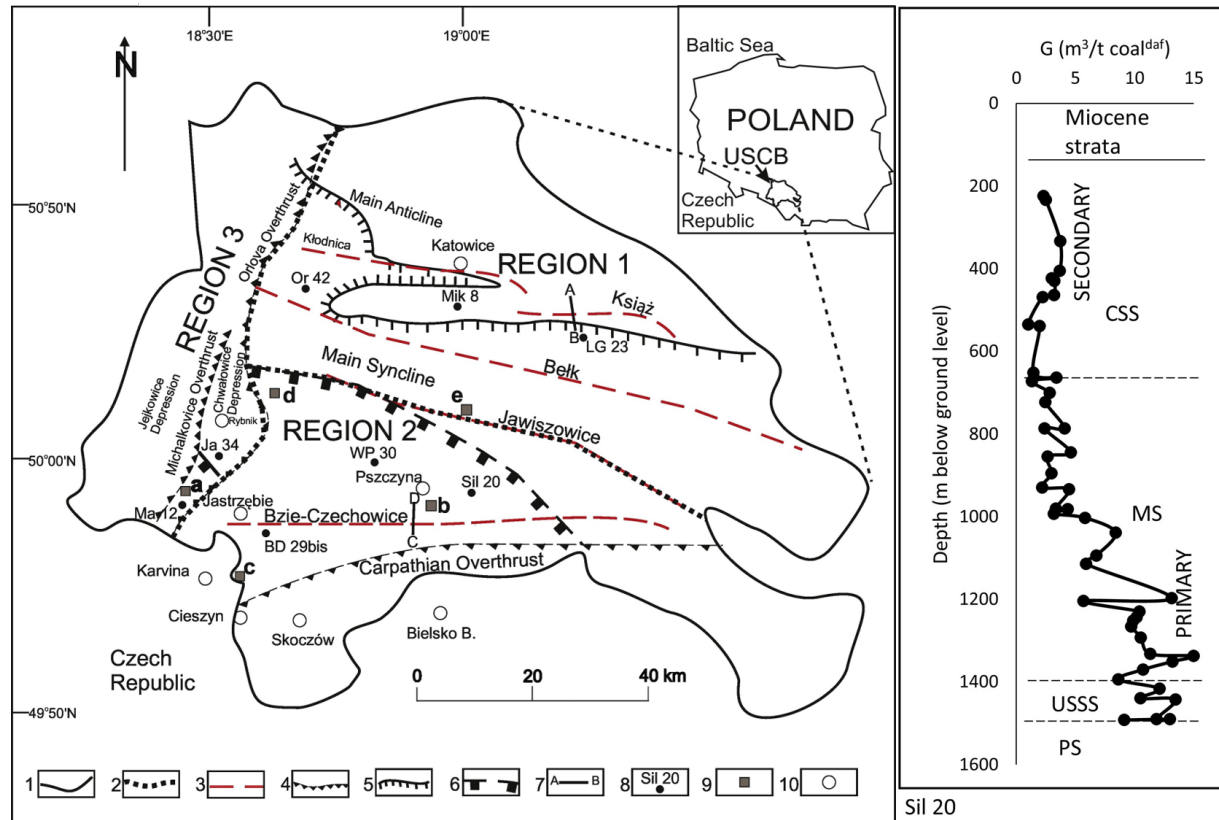 18°30'E
19°00'E
N
50°50'N
50°00'N
49°50'N
Baltic Sea
POLAND
USCB
Czech
Republic
REGION 3
Orlova Overthrust
Main Anticline
Kłodnica
Katowice
REGION 1
Or 42
Mik 8
A
B
LG 23
Książ
Bełk
Michalkovice Overthrust
Jejkowice
Depression
Chwałowice
Depression
Rybnik
Main Syncline
d
e
Jawiszowice
REGION 2
Ja 34
WP 30
Pszczyna
Sil 20
a
Ma 12
Jastrzębie
D
b
Bzie-Czechowice
C
BD 29bis
Carpathian Overthrust
Karvina
c
Cieszyn
Skoczów
Bielsko B.
Czech
Republic
0 20 40 km
1 2 3 4 5 6 7 A B 8 Sil 20 9 10
G (m³/t coal^daf)
0 5 10 15
Depth (m below ground level)
0
200
400
600
800
1000
1200
1400
1600
Miocene
strata
SECONDARY
CSS
MS
PRIMARY
USSS
PS
Sil 20